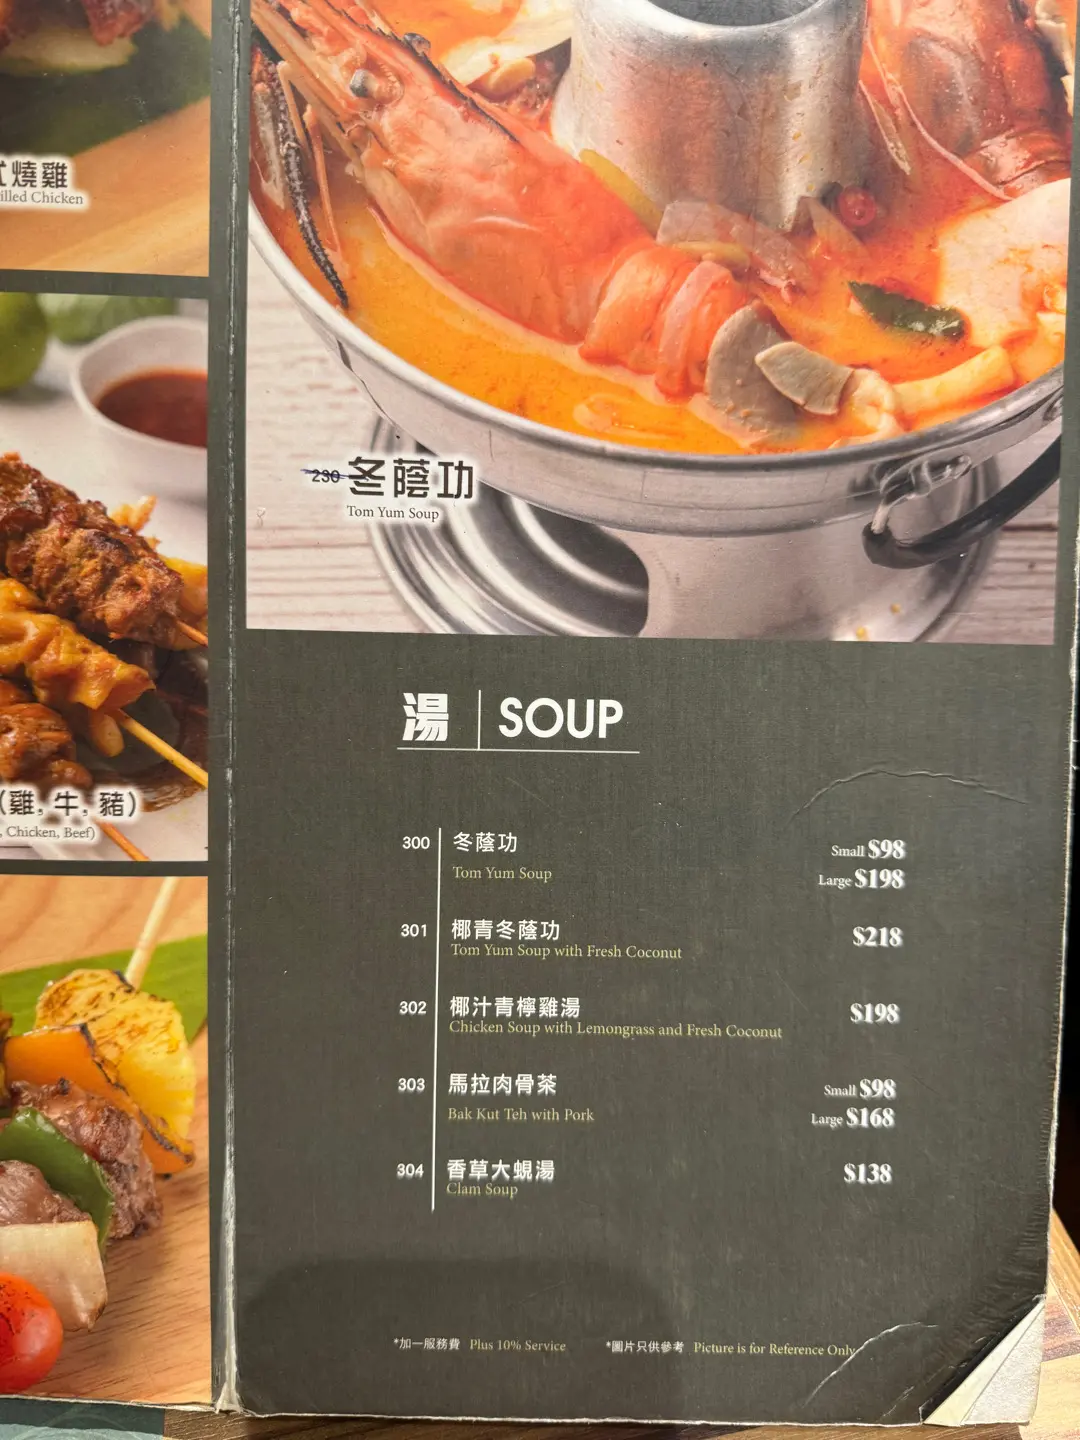 式燒雞
illed Chicken
(雞, 牛, 豬)
, Chicken, Beef)
230 冬蔭功
Tom Yum Soup
湯 | SOUP
300 冬蔭功 Small $98
Tom Yum Soup Large $198
301 椰青冬蔭功 $218
Tom Yum Soup with Fresh Coconut
302 椰汁青檸雞湯 $198
Chicken Soup with Lemongrass and Fresh Coconut
303 馬拉肉骨茶 Small $98
Bak Kut Teh with Pork Large $168
304 香草大蜆湯 $138
Clam Soup
*加一服務費 Plus 10% Service *圖片只供參考 Picture is for Reference Only